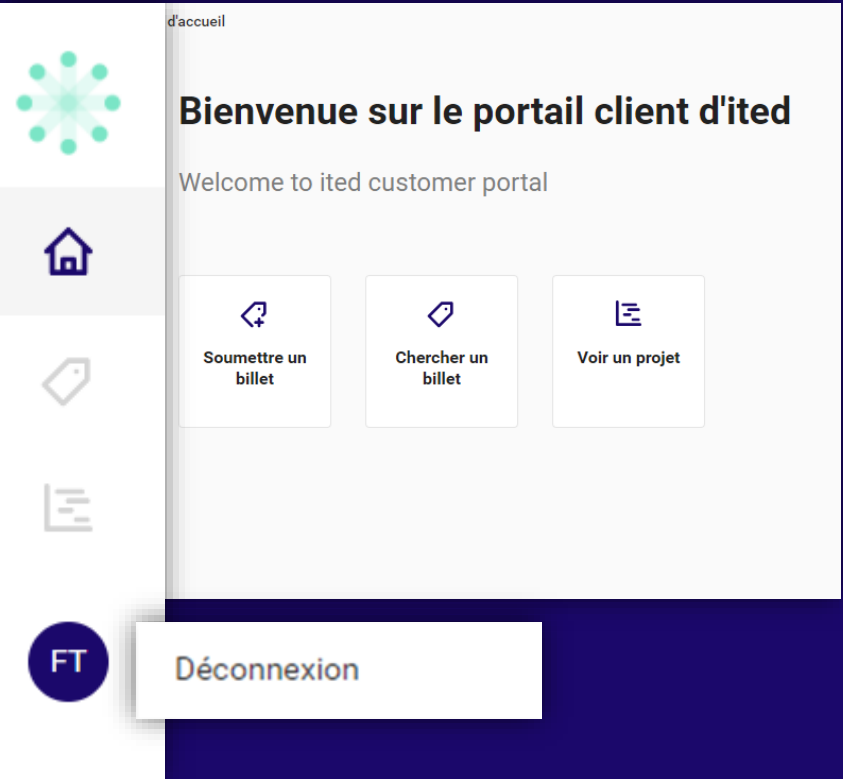 d'accueil
Bienvenue sur le portail client d'ited
Welcome to ited customer portal
Soumettre un
billet
Chercher un
billet
Voir un projet
FT
Déconnexion